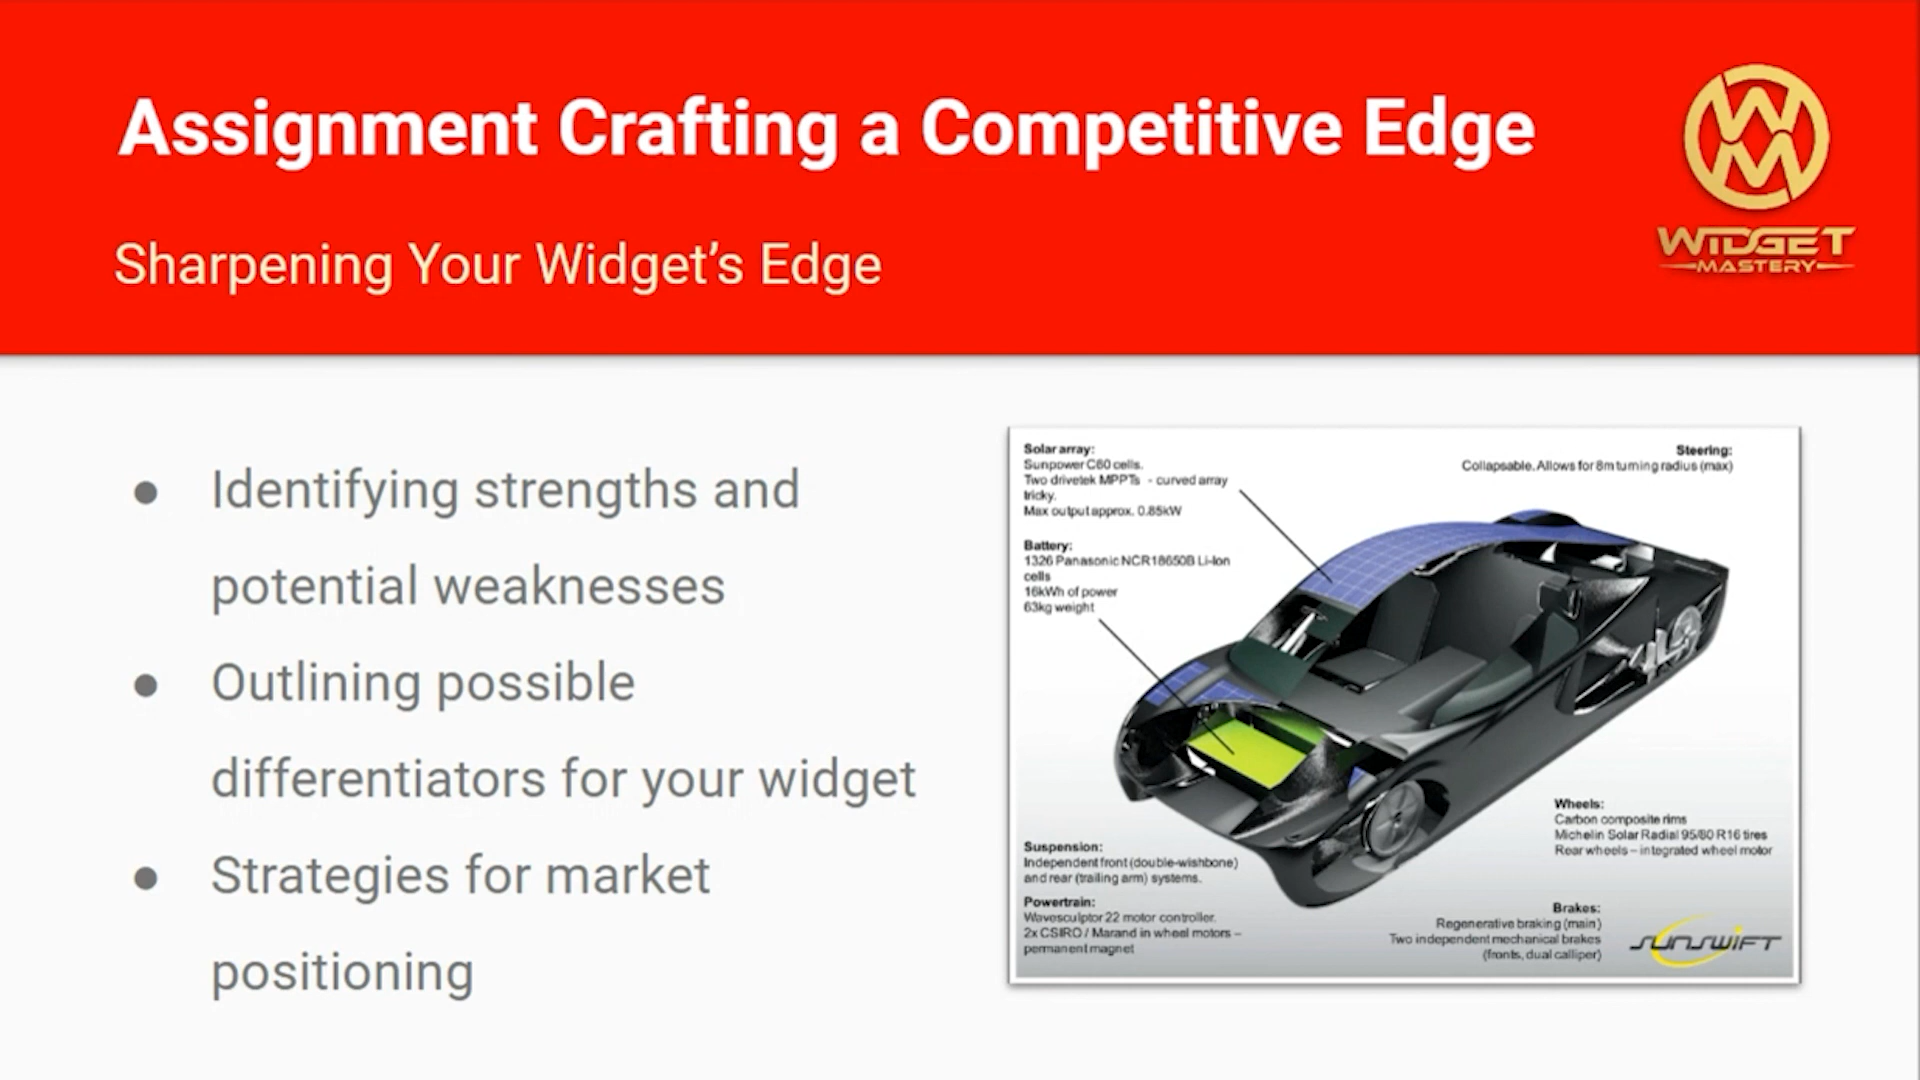 Assignment Crafting a Competitive Edge
Sharpening Your Widget's Edge
WM
WIDGET
MASTERY
● Identifying strengths and
potential weaknesses
● Outlining possible
differentiators for your widget
● Strategies for market
positioning
Solar array:
Sunpower C60 cells.
Two drivetek MPPTs - curved array
tricky.
Max output approx. 0.85kW
Battery:
1326 Panasonic NCR18650B Li-Ion
cells
16kWh of power
63kg weight
Steering:
Collapsable. Allows for 8m turning radius (max)
Suspension:
Independent front (double-wishbone)
and rear (trailing arm) systems.
Powertrain:
Wavesculptor 22 motor controller.
2x CSIRO / Marand in wheel motors –
permanent magnet
Wheels:
Carbon composite rims
Michelin Solar Radial 95/80 R16 tires
Rear wheels – integrated wheel motor
Brakes:
Regenerative braking (main)
Two independent mechanical brakes
(fronts, dual calliper)
SUNSWIFT